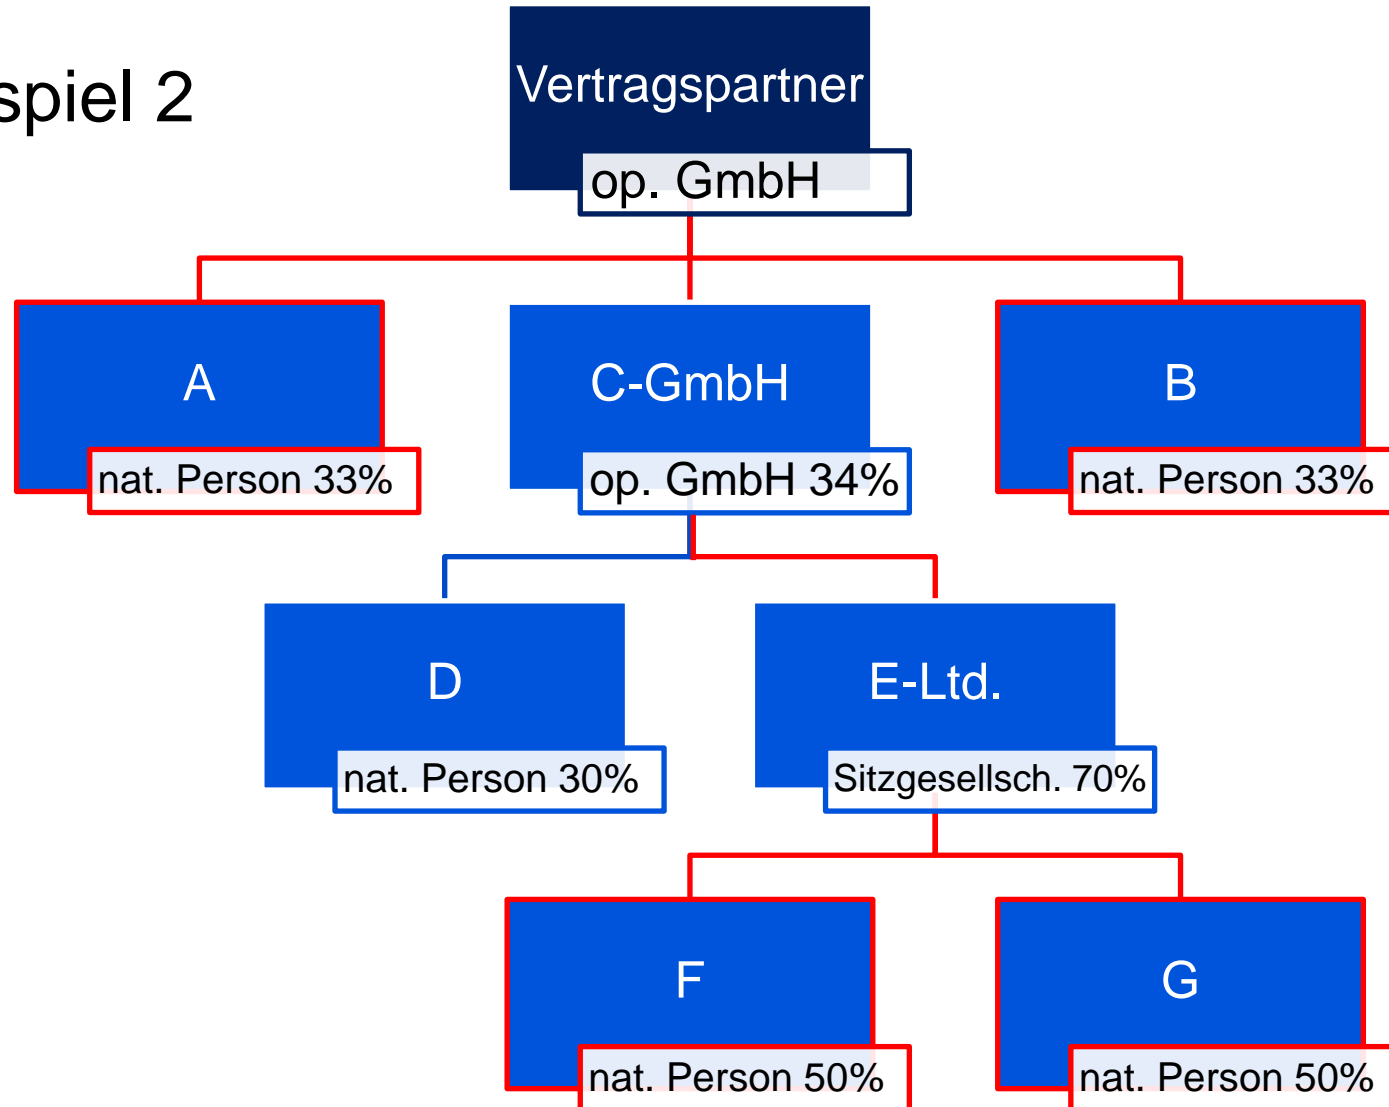 spiel 2
Vertragspartner
op. GmbH
A
nat. Person 33%
C-GmbH
op. GmbH 34%
B
nat. Person 33%
D
nat. Person 30%
E-Ltd.
Sitzgesellsch. 70%
F
nat. Person 50%
G
nat. Person 50%